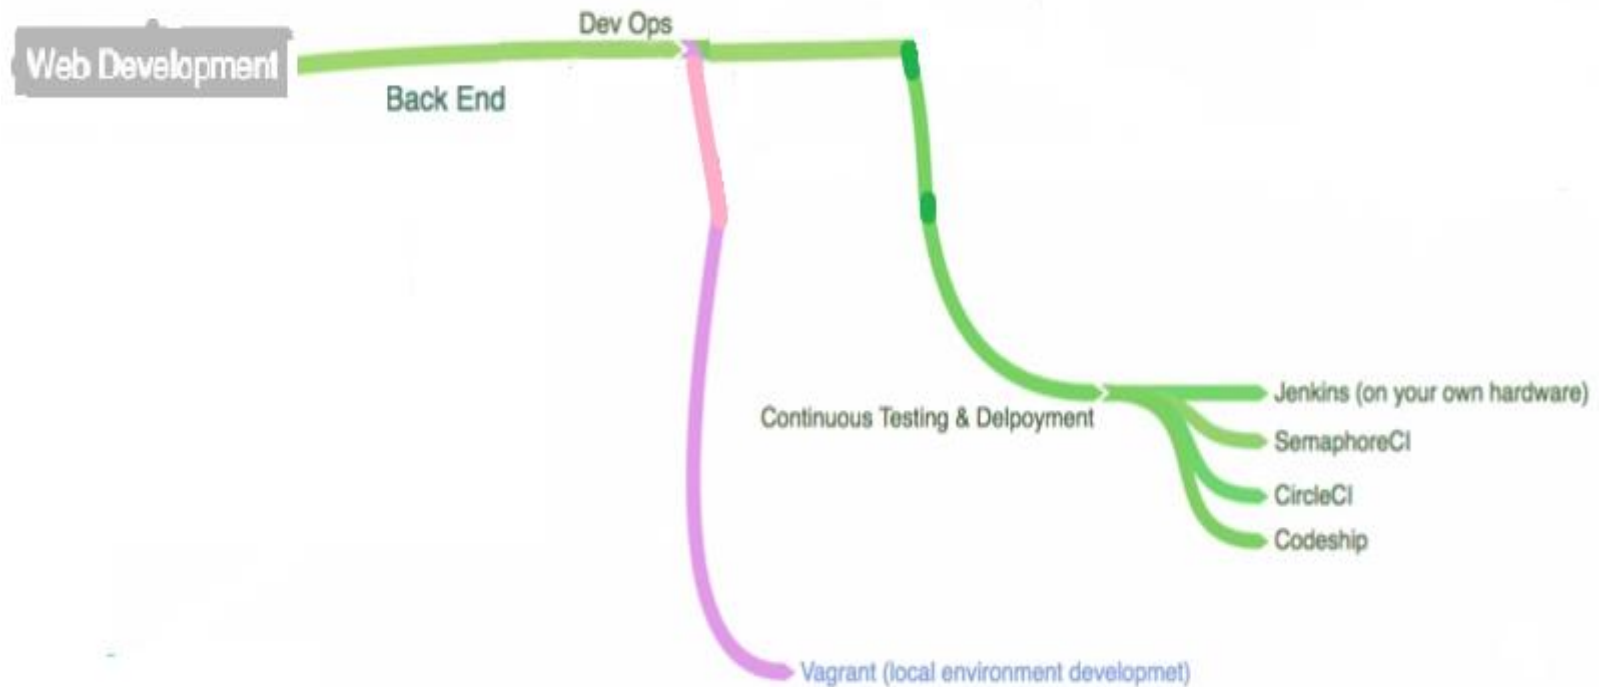 Dev Ops
Web Development
Back End
Jenkins (on your own hardware)
Continuous Testing & Delpoyment
SemaphoreCI
CircleCI
Codeship
Vagrant (local environment developmet)